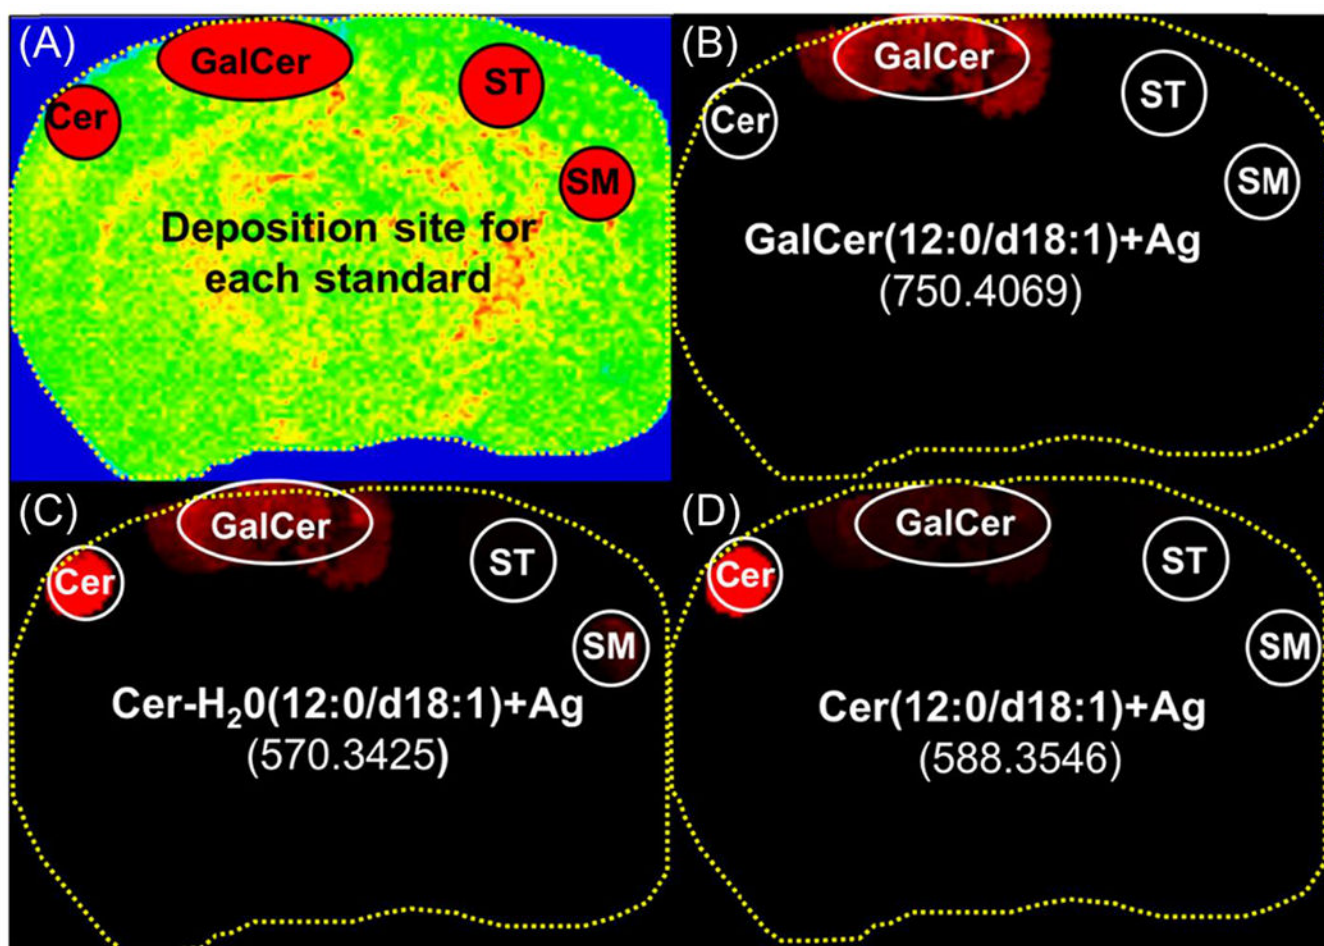 (A)
GalCer
ST
Cer
SM
Deposition site for
each standard
(B)
GalCer
ST
Cer
SM
GalCer(12:0/d18:1)+Ag
(750.4069)
(C)
GalCer
ST
Cer
SM
Cer-H₂0(12:0/d18:1)+Ag
(570.3425)
(D)
GalCer
ST
Cer
SM
Cer(12:0/d18:1)+Ag
(588.3546)